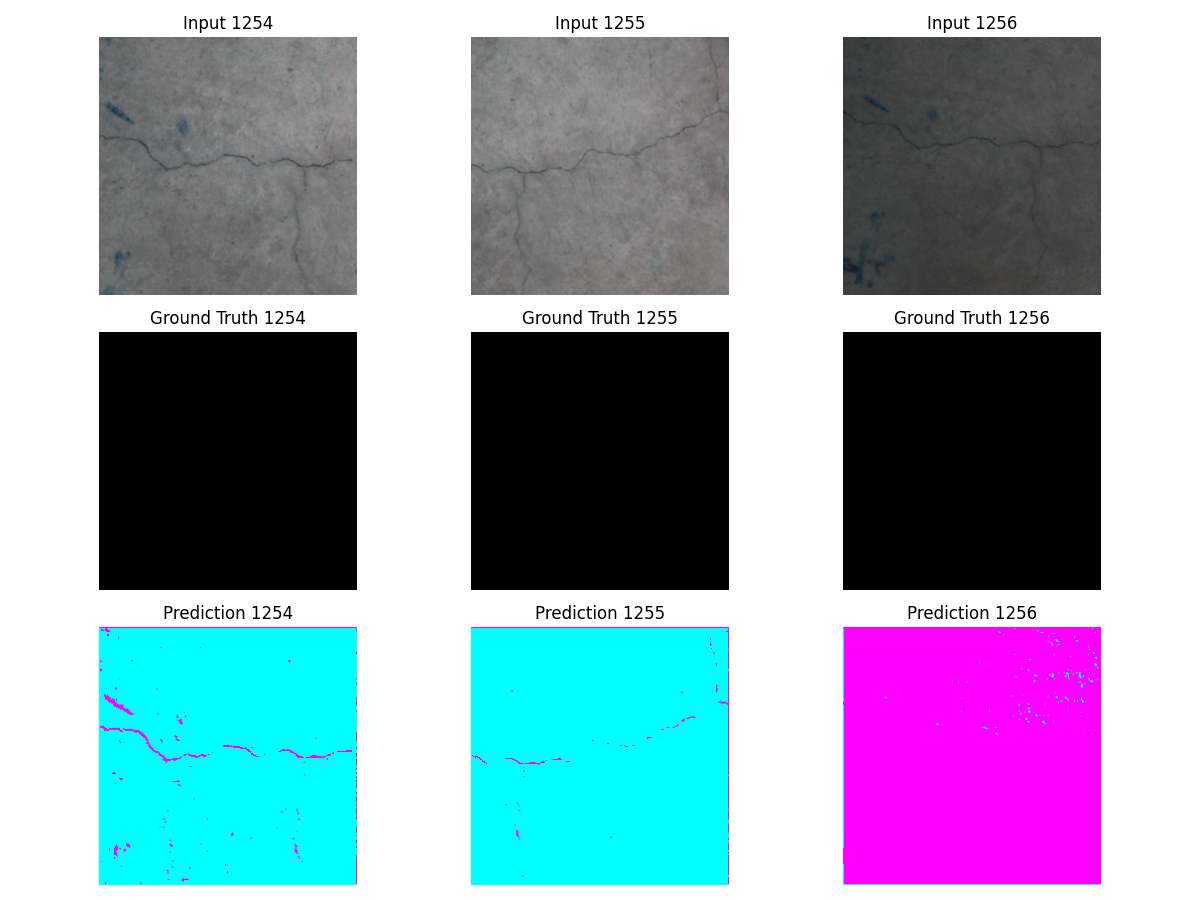 Input 1254
Input 1255
Input 1256
Ground Truth 1254
Ground Truth 1255
Ground Truth 1256
Prediction 1254
Prediction 1255
Prediction 1256